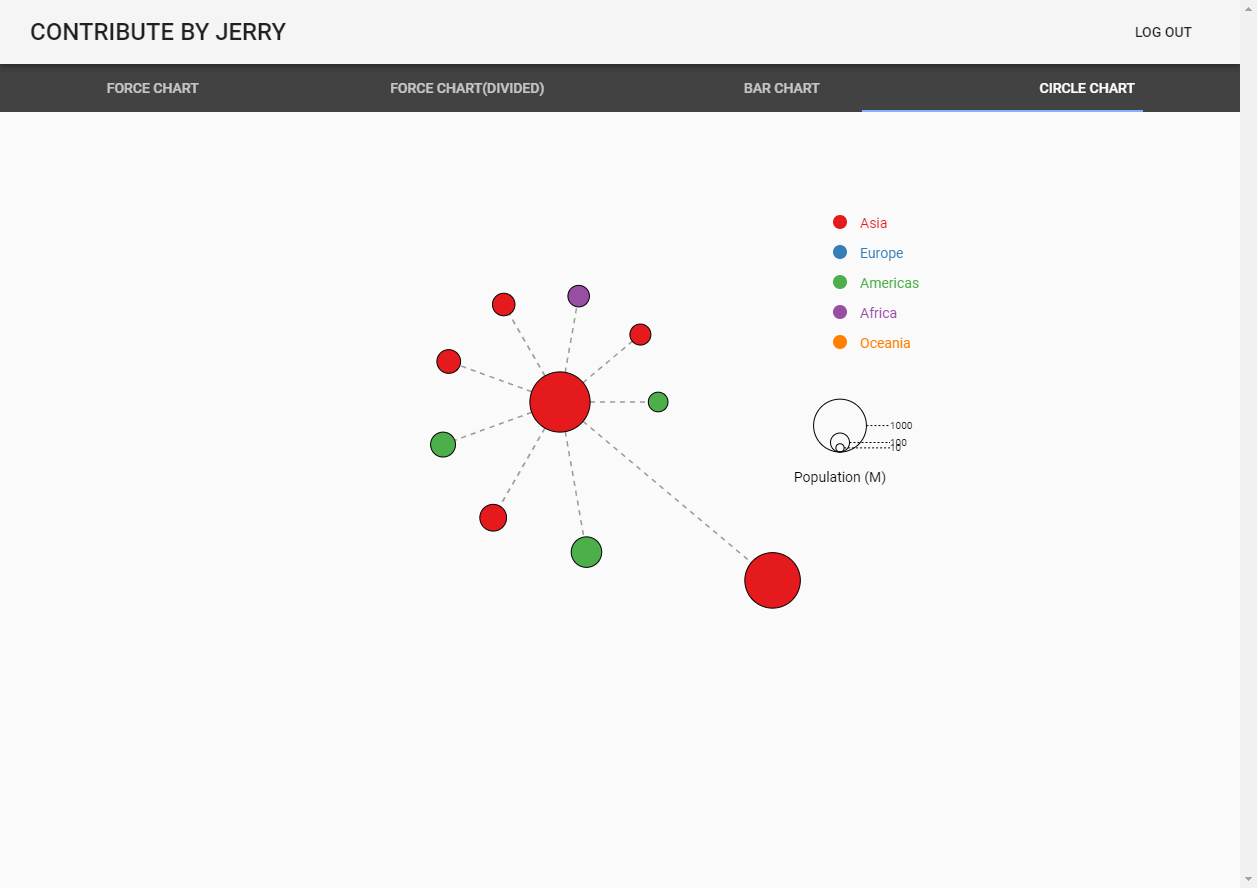 CONTRIBUTE BY JERRY
LOG OUT
FORCE CHART
FORCE CHART(DIVIDED)
BAR CHART
CIRCLE CHART
Asia
Europe
Americas
Africa
Oceania
1000
100
10
Population (M)